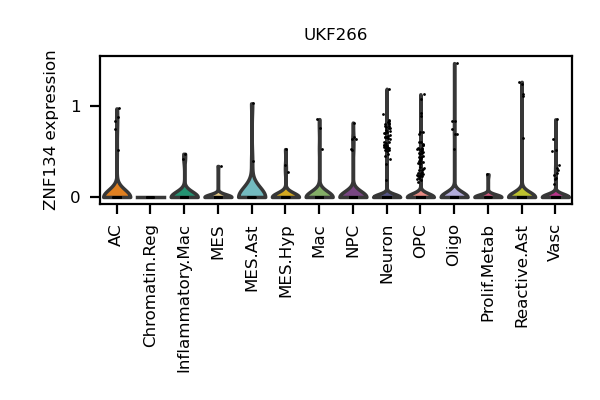 UKF266
ZNF134 expression
1
0
AC
Chromatin.Reg
Inflammatory.Mac
MES
MES.Ast
MES.Hyp
Mac
NPC
Neuron
OPC
Oligo
Prolif.Metab
Reactive.Ast
Vasc